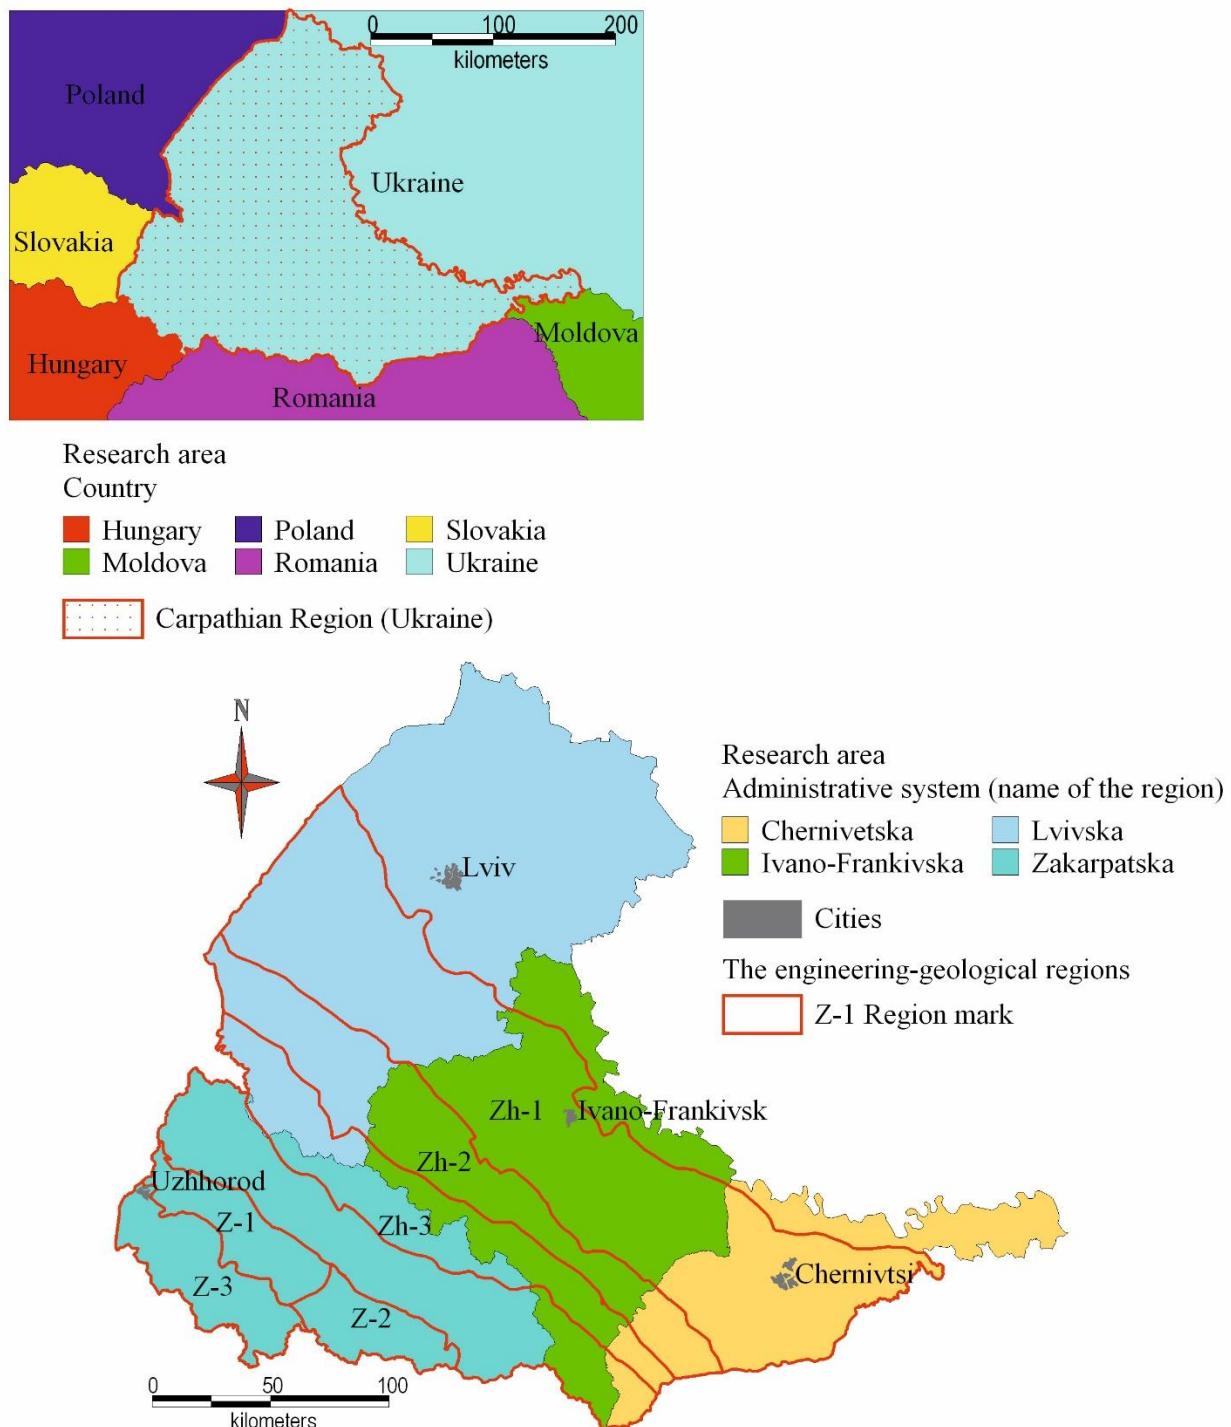 0 100 200
kilometers
Poland
Ukraine
Slovakia
Moldova
Hungary
Romania
Research area
Country
Hungary Poland Slovakia
Moldova Romania Ukraine
Carpathian Region (Ukraine)
N
Research area
Administrative system (name of the region)
Chernivetska Lvivska
Ivano-Frankivska Zakarpatska
Cities
The engineering-geological regions
Z-1 Region mark
Lviv
Zh-1 Ivano-Frankivsk
Zh-2
Uzhhorod
Z-1 Zh-3
Chernivtsi
Z-3
Z-2
0 50 100
kilometers